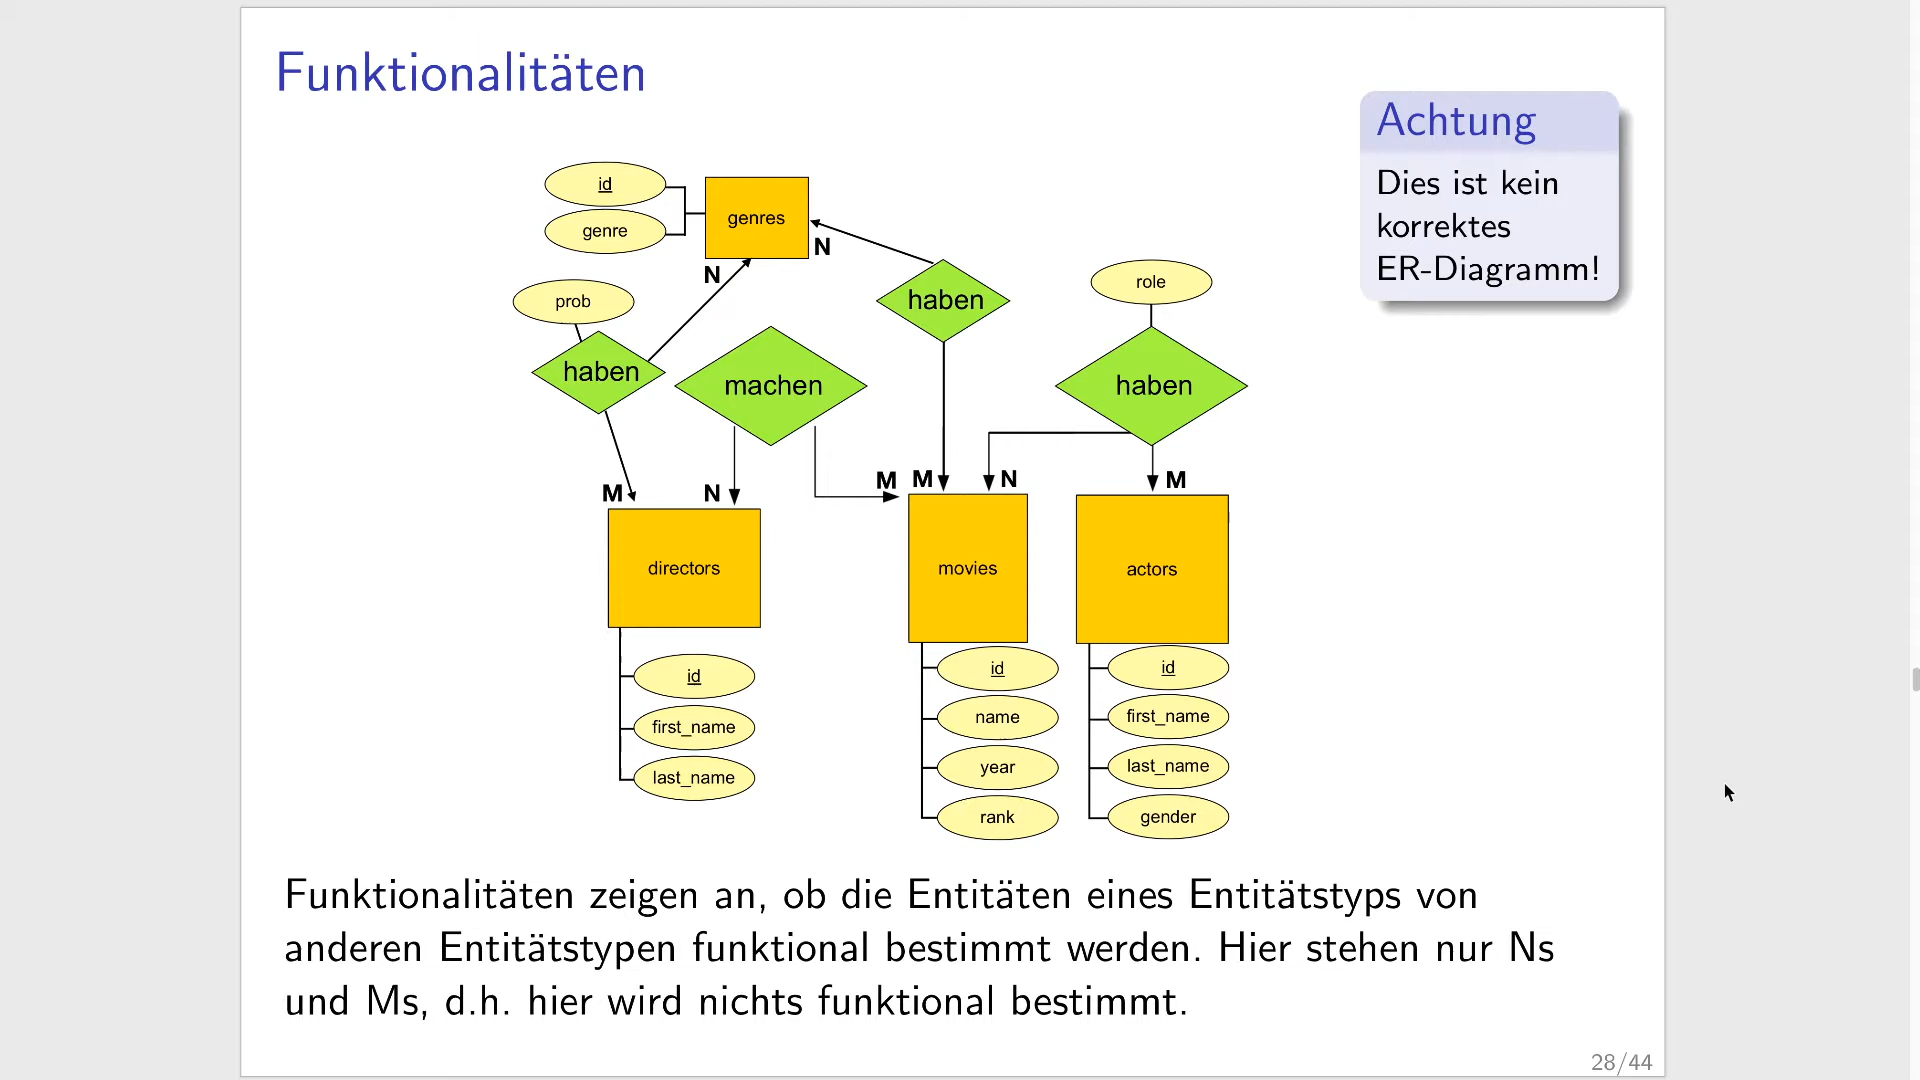 Funktionalitäten
Achtung
Dies ist kein
korrektes
ER-Diagramm!
id
genre
genres
N
N
prob
haben
machen
haben
role
haben
M
N
M
M
N
M
directors
movies
actors
id
first_name
last_name
id
name
year
rank
id
first_name
last_name
gender
Funktionalitäten zeigen an, ob die Entitäten eines Entitätstyps von
anderen Entitätstypen funktional bestimmt werden. Hier stehen nur Ns
und Ms, d.h. hier wird nichts funktional bestimmt.
28/44